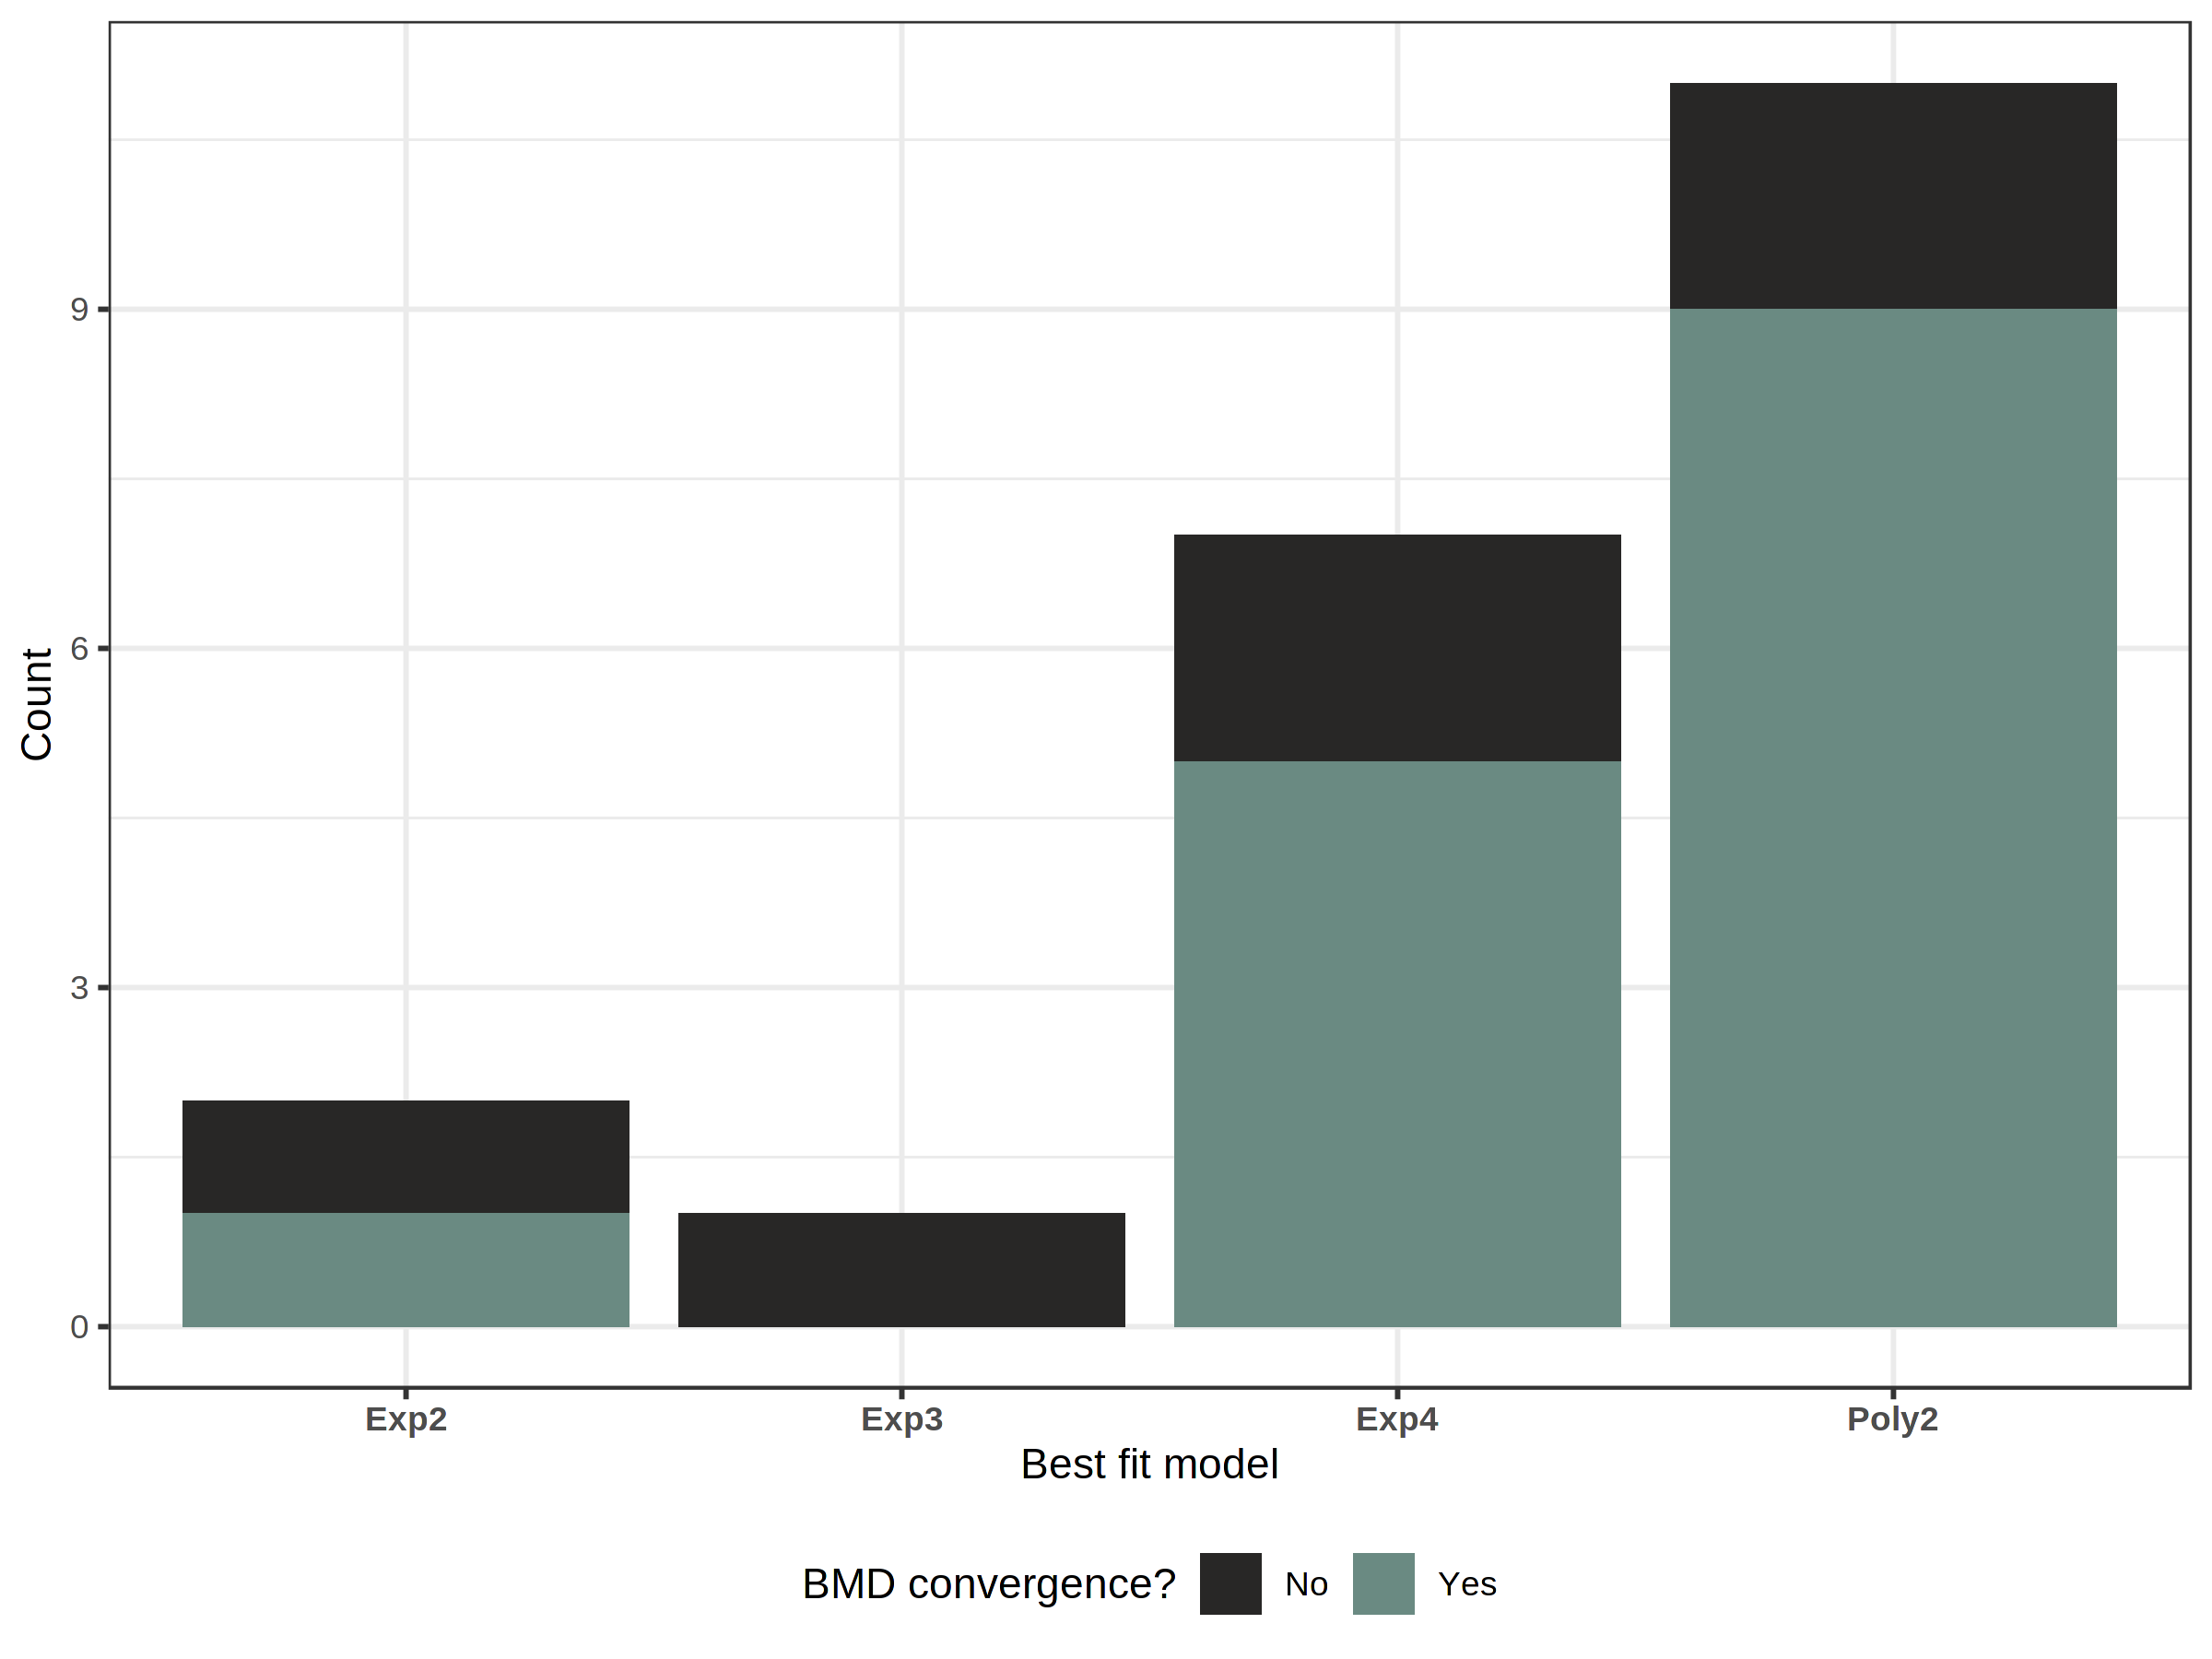 Count
9
6
3
0
Exp2 Exp3 Exp4 Poly2
Best fit model
BMD convergence? No Yes